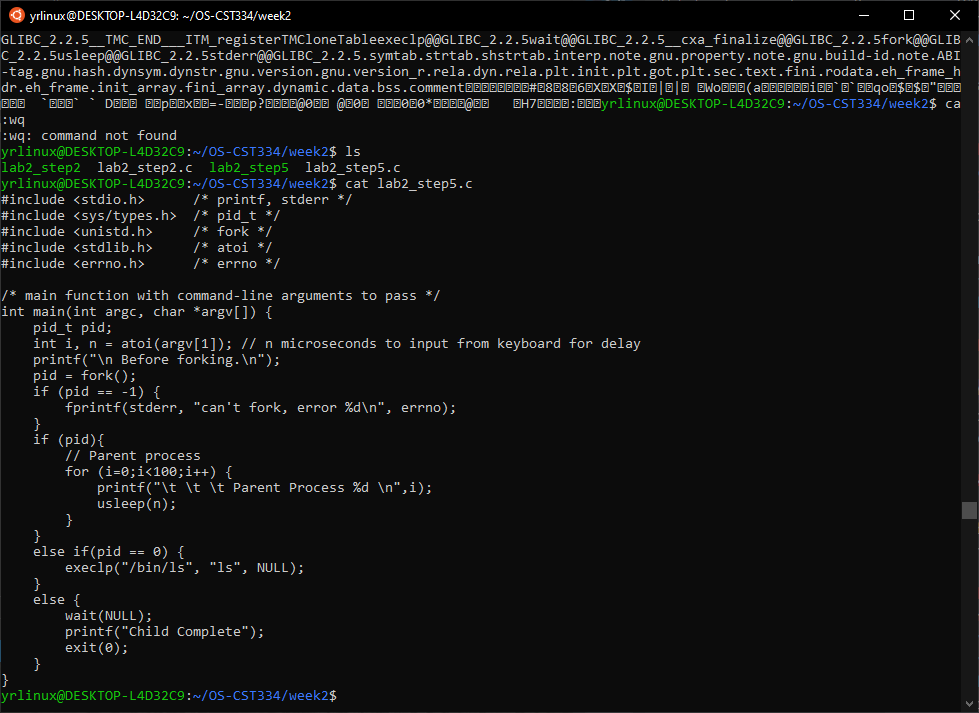 yrlinux@DESKTOP-L4D32C9: ~/OS-CST334/week2
GLIBC_2.2.5__TMC_END___ITM_registerTMCloneTableexeclp@@GLIBC_2.2.5wait@@GLIBC_2.2.5__cxa_finalize@@GLIBC_2.2.5fork@@GLIB
C_2.2.5usleep@@GLIBC_2.2.5stderr@@GLIBC_2.2.5.symtab.strtab.shstrtab.interp.note.gnu.property.note.gnu.build-id.note.ABI
-tag.gnu.hash.dynsym.dynstr.gnu.version.gnu.version_r.rela.dyn.rela.plt.init.plt.got.plt.sec.text.fini.rodata.eh_frame_h
dr.eh_frame.init_array.fini_array.dynamic.data.bss.comment
yrlinux@DESKTOP-L4D32C9:~/OS-CST334/week2$ ca
:wq
:wq: command not found
yrlinux@DESKTOP-L4D32C9:~/OS-CST334/week2$ ls
lab2_step2  lab2_step2.c  lab2_step5  lab2_step5.c
yrlinux@DESKTOP-L4D32C9:~/OS-CST334/week2$ cat lab2_step5.c
#include <stdio.h>      /* printf, stderr */
#include <sys/types.h>  /* pid_t */
#include <unistd.h>     /* fork */
#include <stdlib.h>     /* atoi */
#include <errno.h>      /* errno */
/* main function with command-line arguments to pass */
int main(int argc, char *argv[]) {
    pid_t pid;
    int i, n = atoi(argv[1]); // n microseconds to input from keyboard for delay
    printf("\n Before forking.\n");
    pid = fork();
    if (pid == -1) {
        fprintf(stderr, "can't fork, error %d\n", errno);
    }
    if (pid){
        // Parent process
        for (i=0;i<100;i++) {
            printf("\t \t \t Parent Process %d \n",i);
            usleep(n);
        }
    }
    else if(pid == 0) {
        execlp("/bin/ls", "ls", NULL);
    }
    else {
        wait(NULL);
        printf("Child Complete");
        exit(0);
    }
}
yrlinux@DESKTOP-L4D32C9:~/OS-CST334/week2$